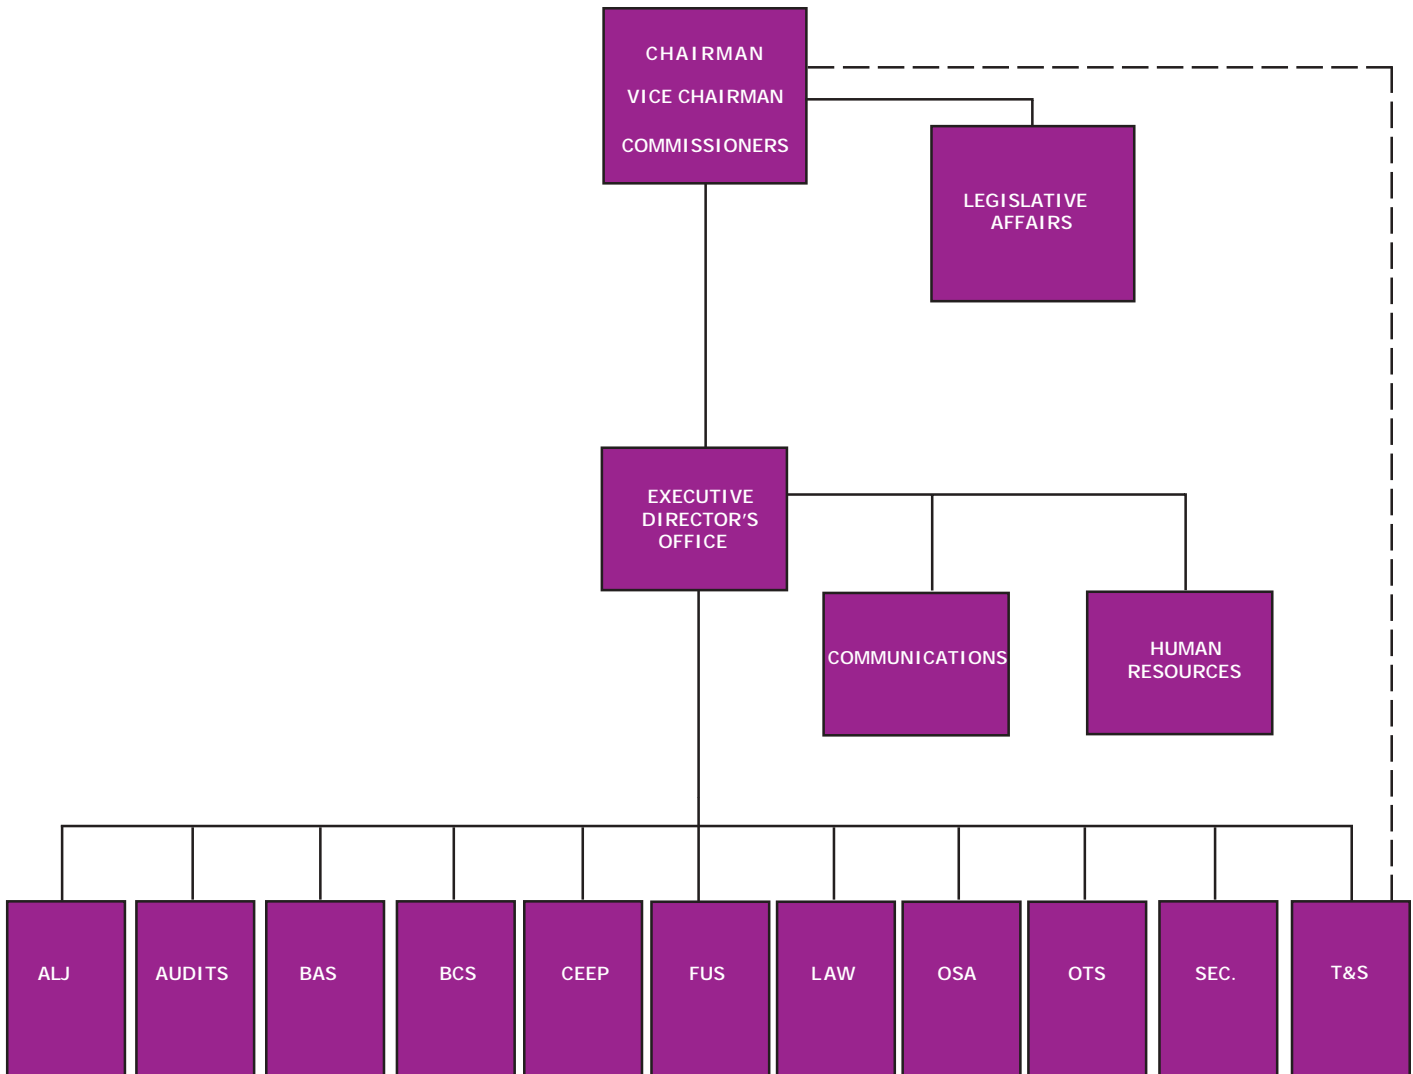 CHAIRMAN
VICE CHAIRMAN
COMMISSIONERS
LEGISLATIVE
AFFAIRS
EXECUTIVE
DIRECTOR'S
OFFICE
COMMUNICATIONS
HUMAN
RESOURCES
ALJ
AUDITS
BAS
BCS
CEEP
FUS
LAW
OSA
OTS
SEC.
T&S